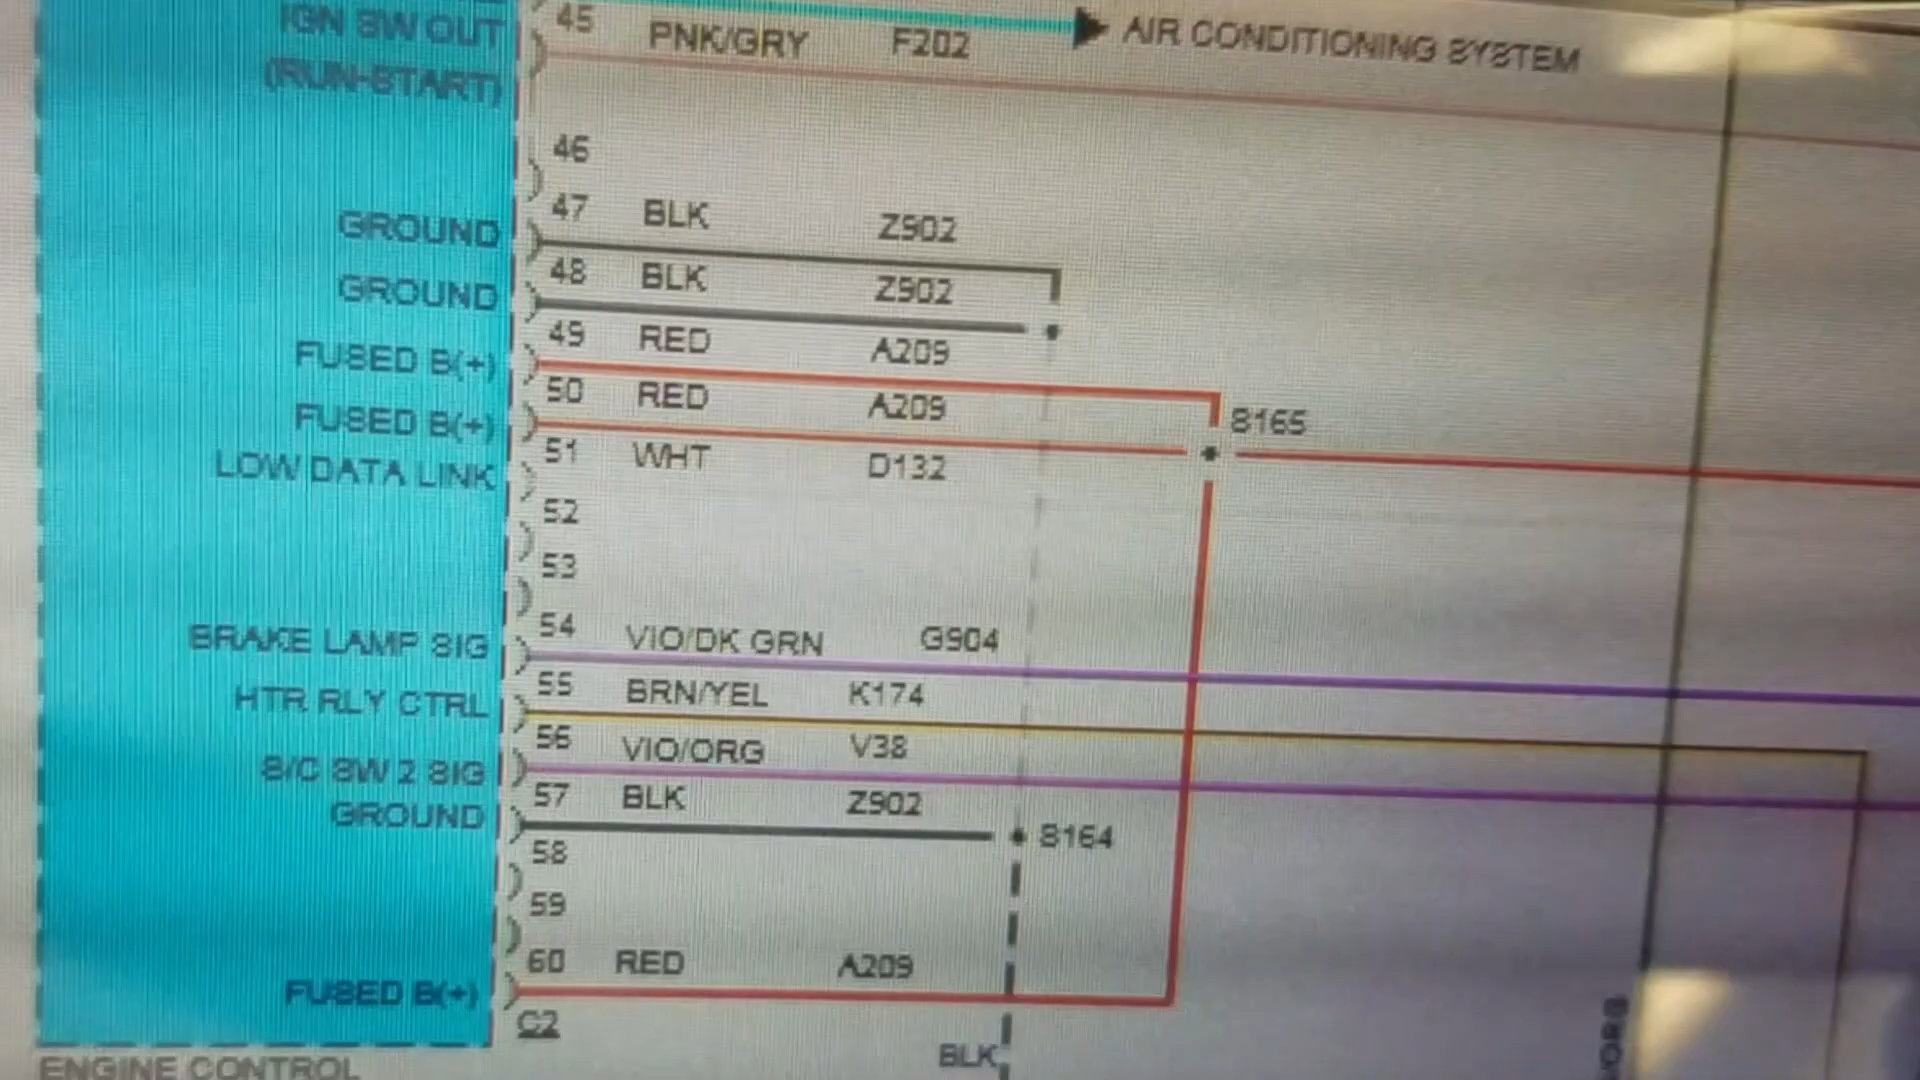 IGN SW OUT 45 PNK/GRY F202 AIR CONDITIONING SYSTEM
(RUN-START)
46
GROUND 47 BLK Z902
GROUND 48 BLK Z902
FUSED B(+) 49 RED A209
FUSED B(+) 50 RED A209 S165
LOW DATA LINK 51 WHT D132
52
53
BRAKE LAMP SIG 54 VIO/DK GRN G904
HTR RLY CTRL 55 BRN/YEL K174
S/C SW 2 SIG 56 VIO/ORG V38
GROUND 57 BLK Z902 S164
58
59
FUSED B(+) 60 RED A209
C2
BLK
ENGINE CONTROL